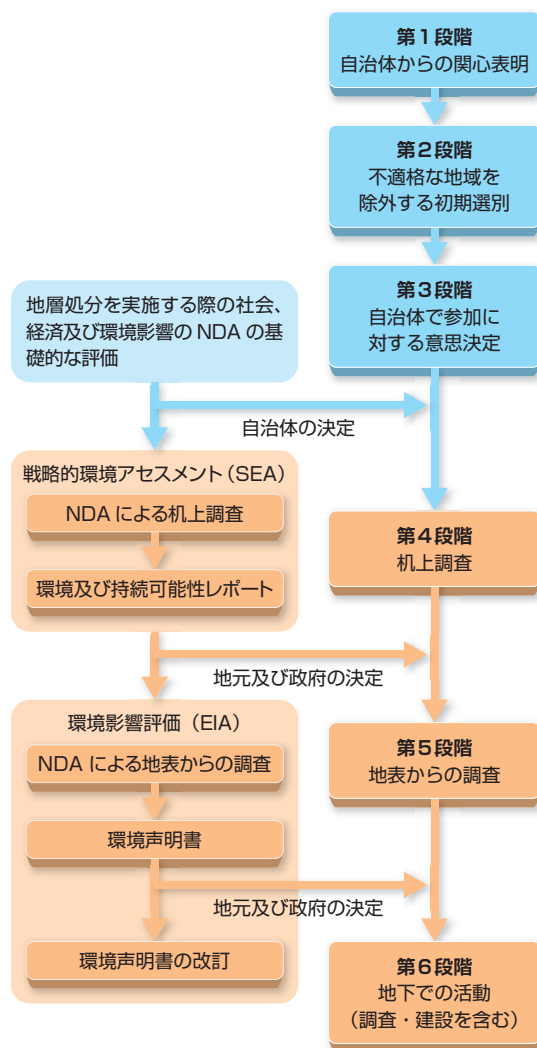 第1段階
自治体からの関心表明
第2段階
不適格な地域を
除外する初期選別
第3段階
自治体で参加に
対する意思決定
地層処分を実施する際の社会、
経済及び環境影響の NDA の基
礎的な評価
自治体の決定
戦略的環境アセスメント（SEA）
NDA による机上調査
環境及び持続可能性レポート
第4段階
机上調査
地元及び政府の決定
環境影響評価（EIA）
NDA による地表からの調査
環境声明書
第5段階
地表からの調査
地元及び政府の決定
環境声明書の改訂
第6段階
地下での活動
（調査・建設を含む）